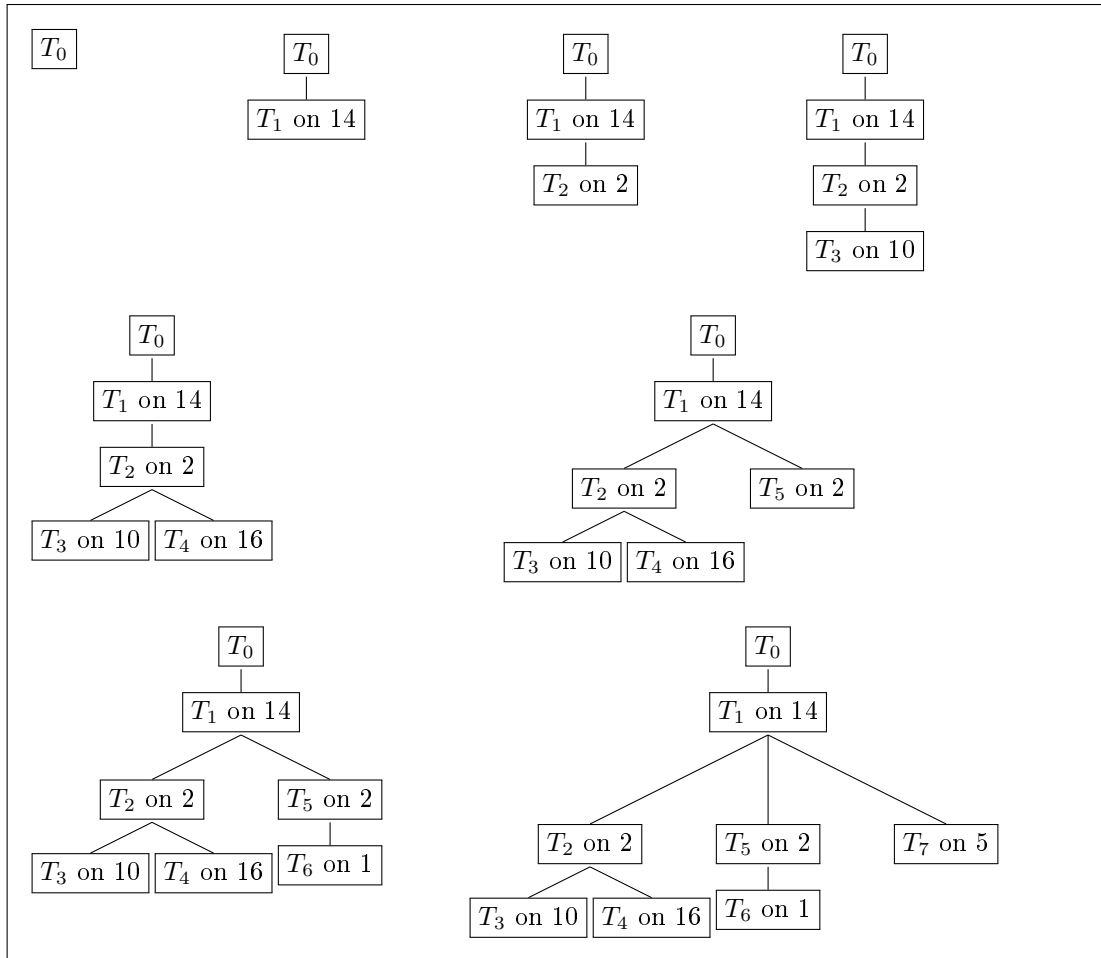 T₀ T₀ T₀ T₀
T₁ on 14 T₁ on 14 T₁ on 14
T₂ on 2 T₂ on 2
T₃ on 10
T₀ T₀
T₁ on 14 T₁ on 14
T₂ on 2 T₂ on 2 T₅ on 2
T₃ on 10 T₄ on 16 T₃ on 10 T₄ on 16
T₀ T₀
T₁ on 14 T₁ on 14
T₂ on 2 T₅ on 2 T₂ on 2 T₅ on 2 T₇ on 5
T₃ on 10 T₄ on 16 T₆ on 1 T₃ on 10 T₄ on 16 T₆ on 1